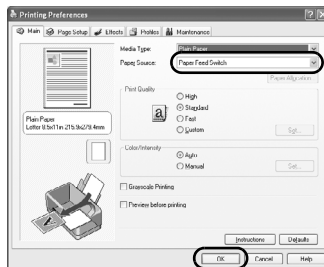 Printing Preferences
Main Page Setup Effects Profiles Maintenance
Media Type: Plain Paper
Paper Source: Paper Feed Switch
Paper Allocation...
Print Quality
High
Standard
Fast
Custom Set...
Plain Paper
Letter 8.5"x11" 215.9x279.4mm
Color/Intensity
Auto
Manual Set...
Grayscale Printing
Preview before printing
Instructions Defaults
OK Cancel Help